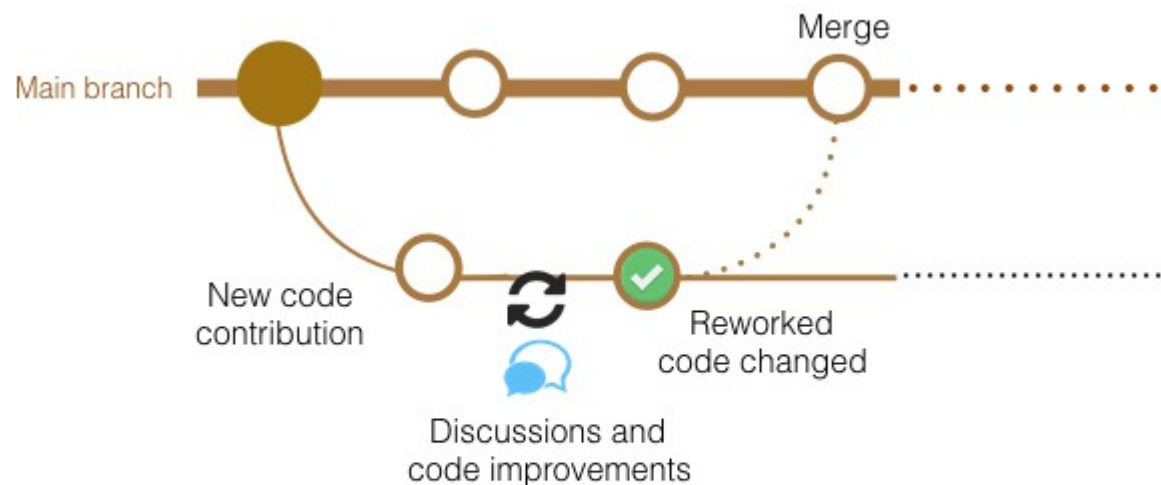 Merge
Main branch
New code
contribution
Reworked
code changed
Discussions and
code improvements